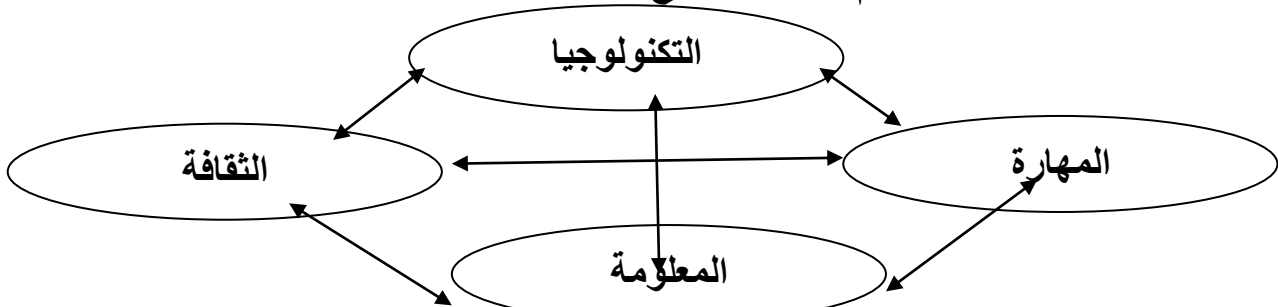 التكنولوجيا
المهارة
الثقافة
المعلومة